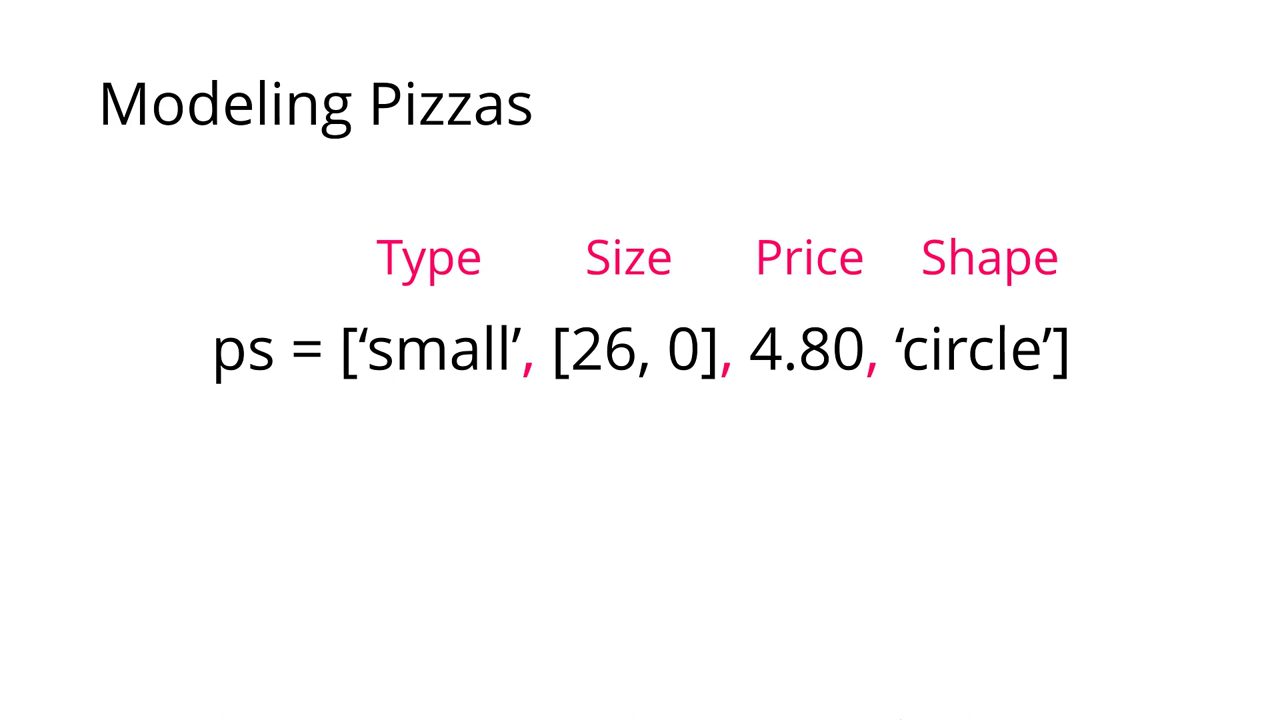 Modeling Pizzas
Type Size Price Shape
ps = [‘small’, [26, 0], 4.80, ‘circle’]